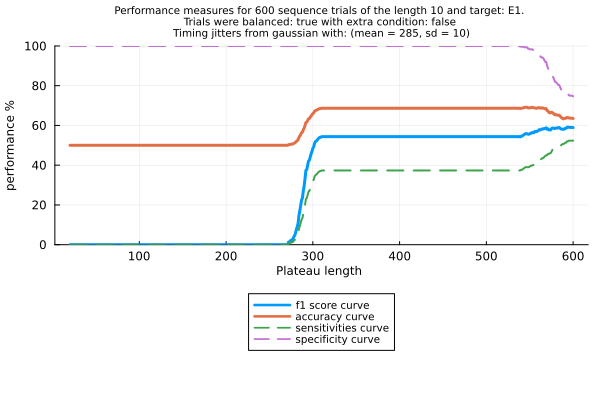 Performance measures for 600 sequence trials of the length 10 and target: E1.
Trials were balanced: true with extra condition: false
Timing jitters from gaussian with: (mean = 285, sd = 10)
100
80
60
40
20
0
performance %
100 200 300 400 500 600
Plateau length
f1 score curve
accuracy curve
sensitivities curve
specificity curve